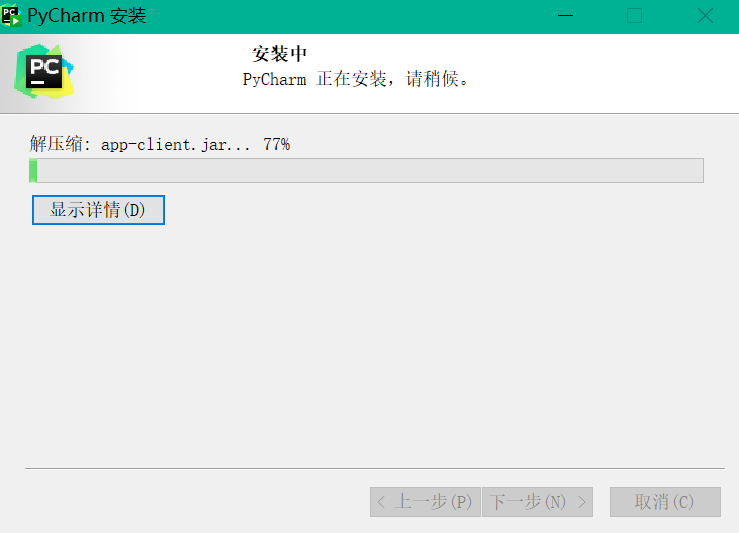 PC PyCharm 安装
PC
安装中
PyCharm 正在安装，请稍候。
解压缩: app-client.jar... 77%
显示详情(D)
< 上一步(P) 下一步(N) > 取消(C)